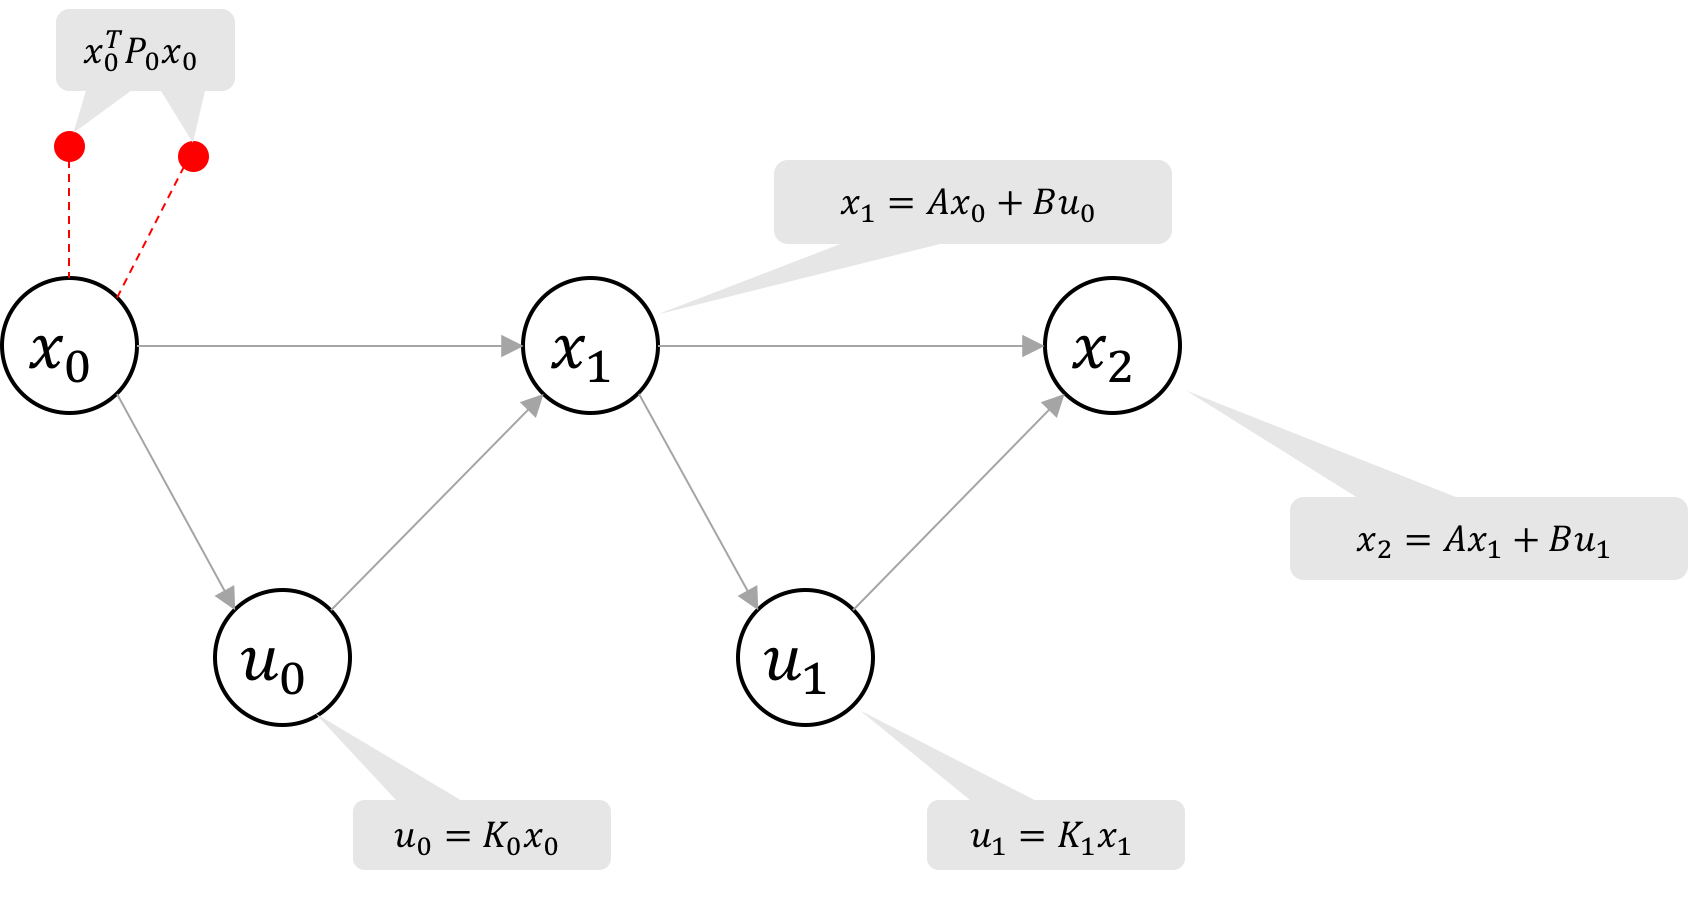 x_0^T P_0 x_0
x_1 = Ax_0 + Bu_0
x_0
x_1
x_2
x_2 = Ax_1 + Bu_1
u_0
u_1
u_0 = K_0 x_0
u_1 = K_1 x_1